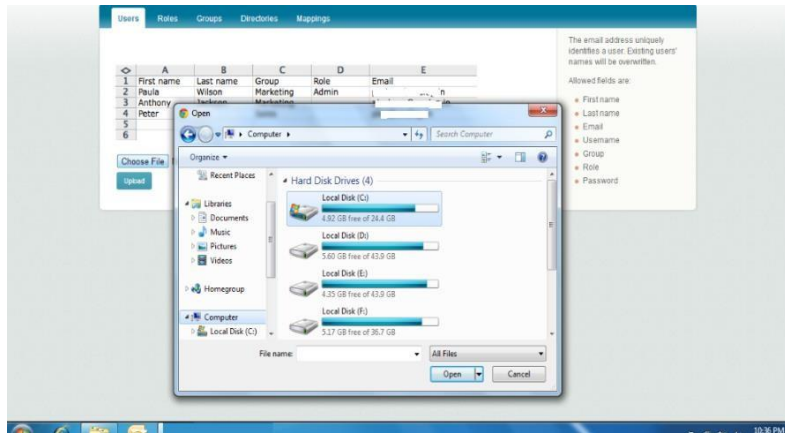 Users Roles Groups Directories Mappings
The email address uniquely
identifies a user. Existing users'
names will be overwritten.
Allowed fields are:
First name
Last name
Email
Username
Group
Role
Password
A B C D E
1 First name Last name Group Role Email
2 Paula Wilson Marketing Admin
3 Anthony Jackson Marketing
4 Peter
5
6
Choose File
Upload
Open
Computer
Search Computer
Organize
Recent Places
Libraries
Documents
Music
Pictures
Videos
Homegroup
Computer
Local Disk (C:)
Hard Disk Drives (4)
Local Disk (C:)
4.92 GB free of 24.4 GB
Local Disk (D:)
5.60 GB free of 43.9 GB
Local Disk (E:)
4.35 GB free of 43.9 GB
Local Disk (F:)
5.17 GB free of 36.7 GB
File name: All Files
Open Cancel
10:36 PM